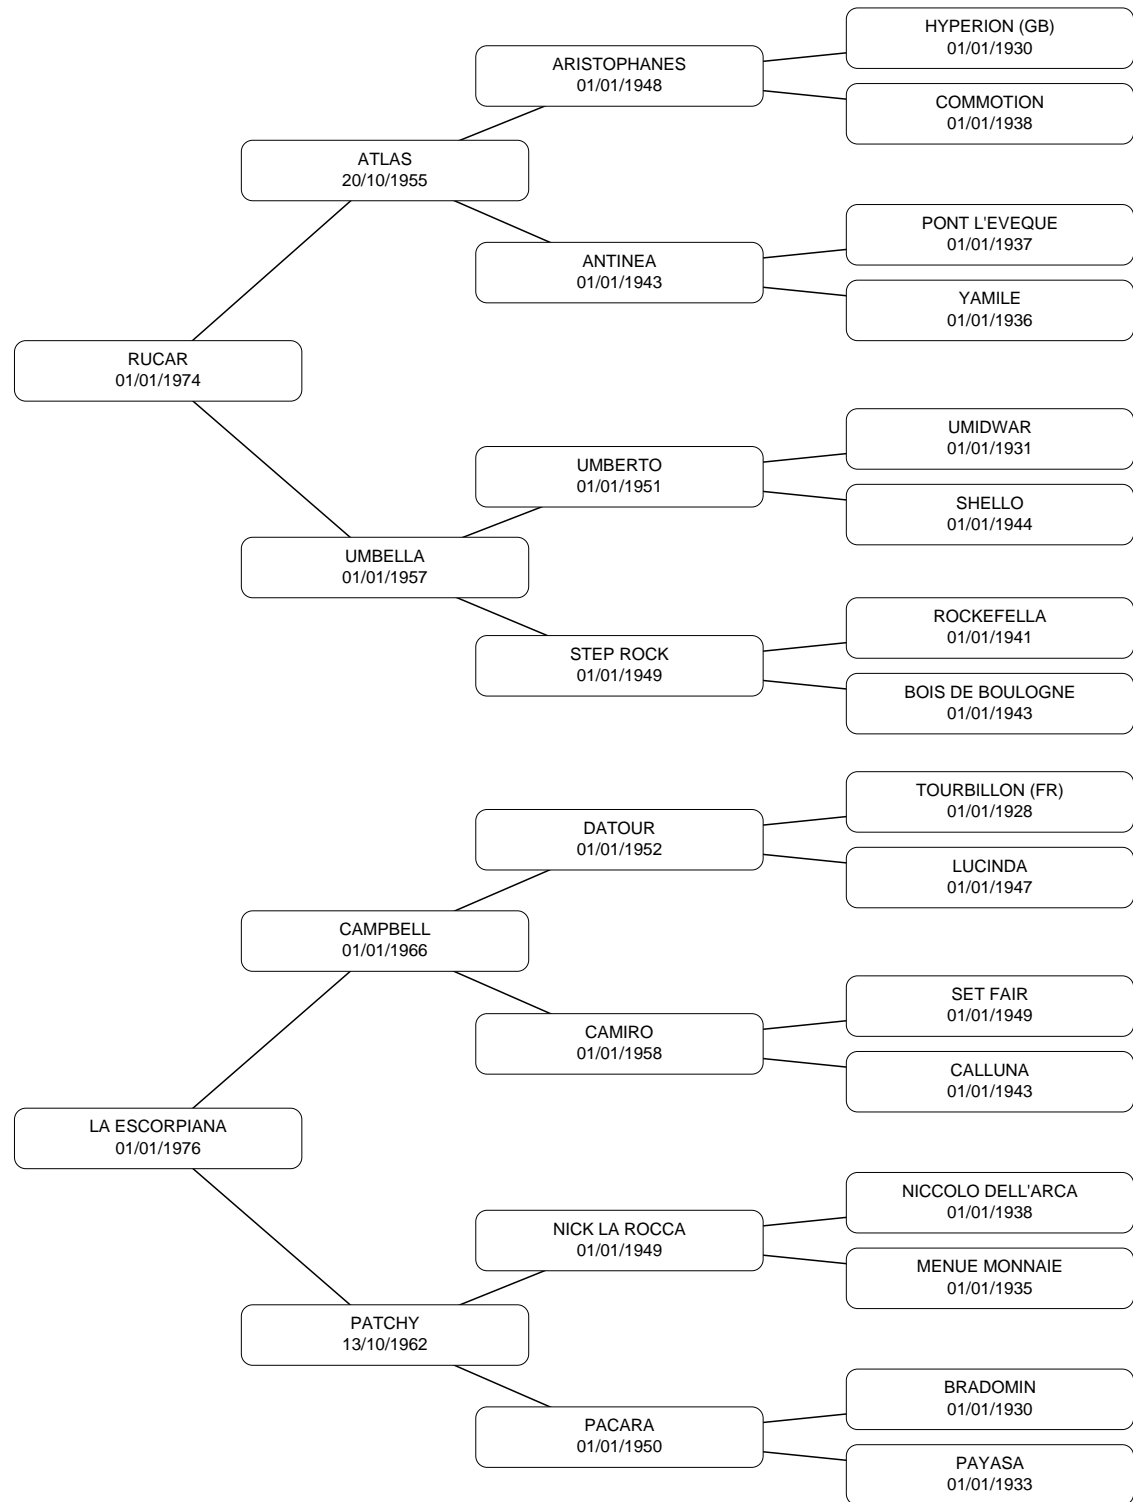 HYPERION (GB)
01/01/1930
ARISTOPHANES
01/01/1948
COMMOTION
01/01/1938
ATLAS
20/10/1955
PONT L'EVEQUE
01/01/1937
ANTINEA
01/01/1943
YAMILE
01/01/1936
RUCAR
01/01/1974
UMIDWAR
01/01/1931
UMBERTO
01/01/1951
SHELLO
01/01/1944
UMBELLA
01/01/1957
ROCKEFELLA
01/01/1941
STEP ROCK
01/01/1949
BOIS DE BOULOGNE
01/01/1943
TOURBILLON (FR)
01/01/1928
DATOUR
01/01/1952
LUCINDA
01/01/1947
CAMPBELL
01/01/1966
SET FAIR
01/01/1949
CAMIRO
01/01/1958
CALLUNA
01/01/1943
LA ESCORPIANA
01/01/1976
NICCOLO DELL'ARCA
01/01/1938
NICK LA ROCCA
01/01/1949
MENUE MONNAIE
01/01/1935
PATCHY
13/10/1962
BRADOMIN
01/01/1930
PACARA
01/01/1950
PAYASA
01/01/1933